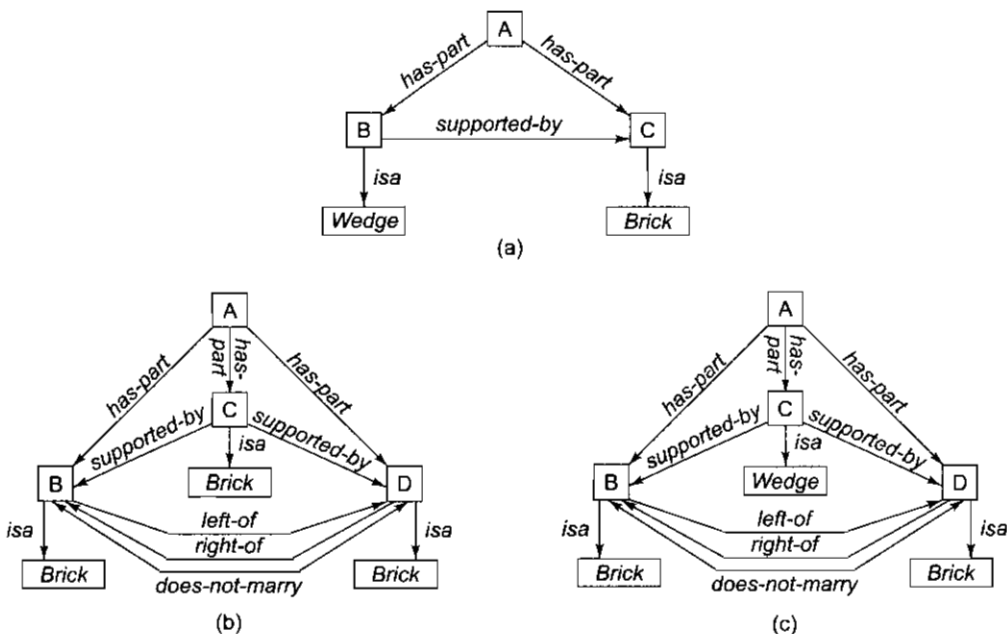 A
has-part has-part
B supported-by C
isa isa
Wedge Brick
(a)
A A
has-part has-part has-part has-part has-part has-part
C C
supported-by supported-by supported-by supported-by
isa isa
B Brick D B Wedge D
isa left-of isa isa left-of isa
right-of right-of
Brick Brick Brick Brick
does-not-marry does-not-marry
(b) (c)